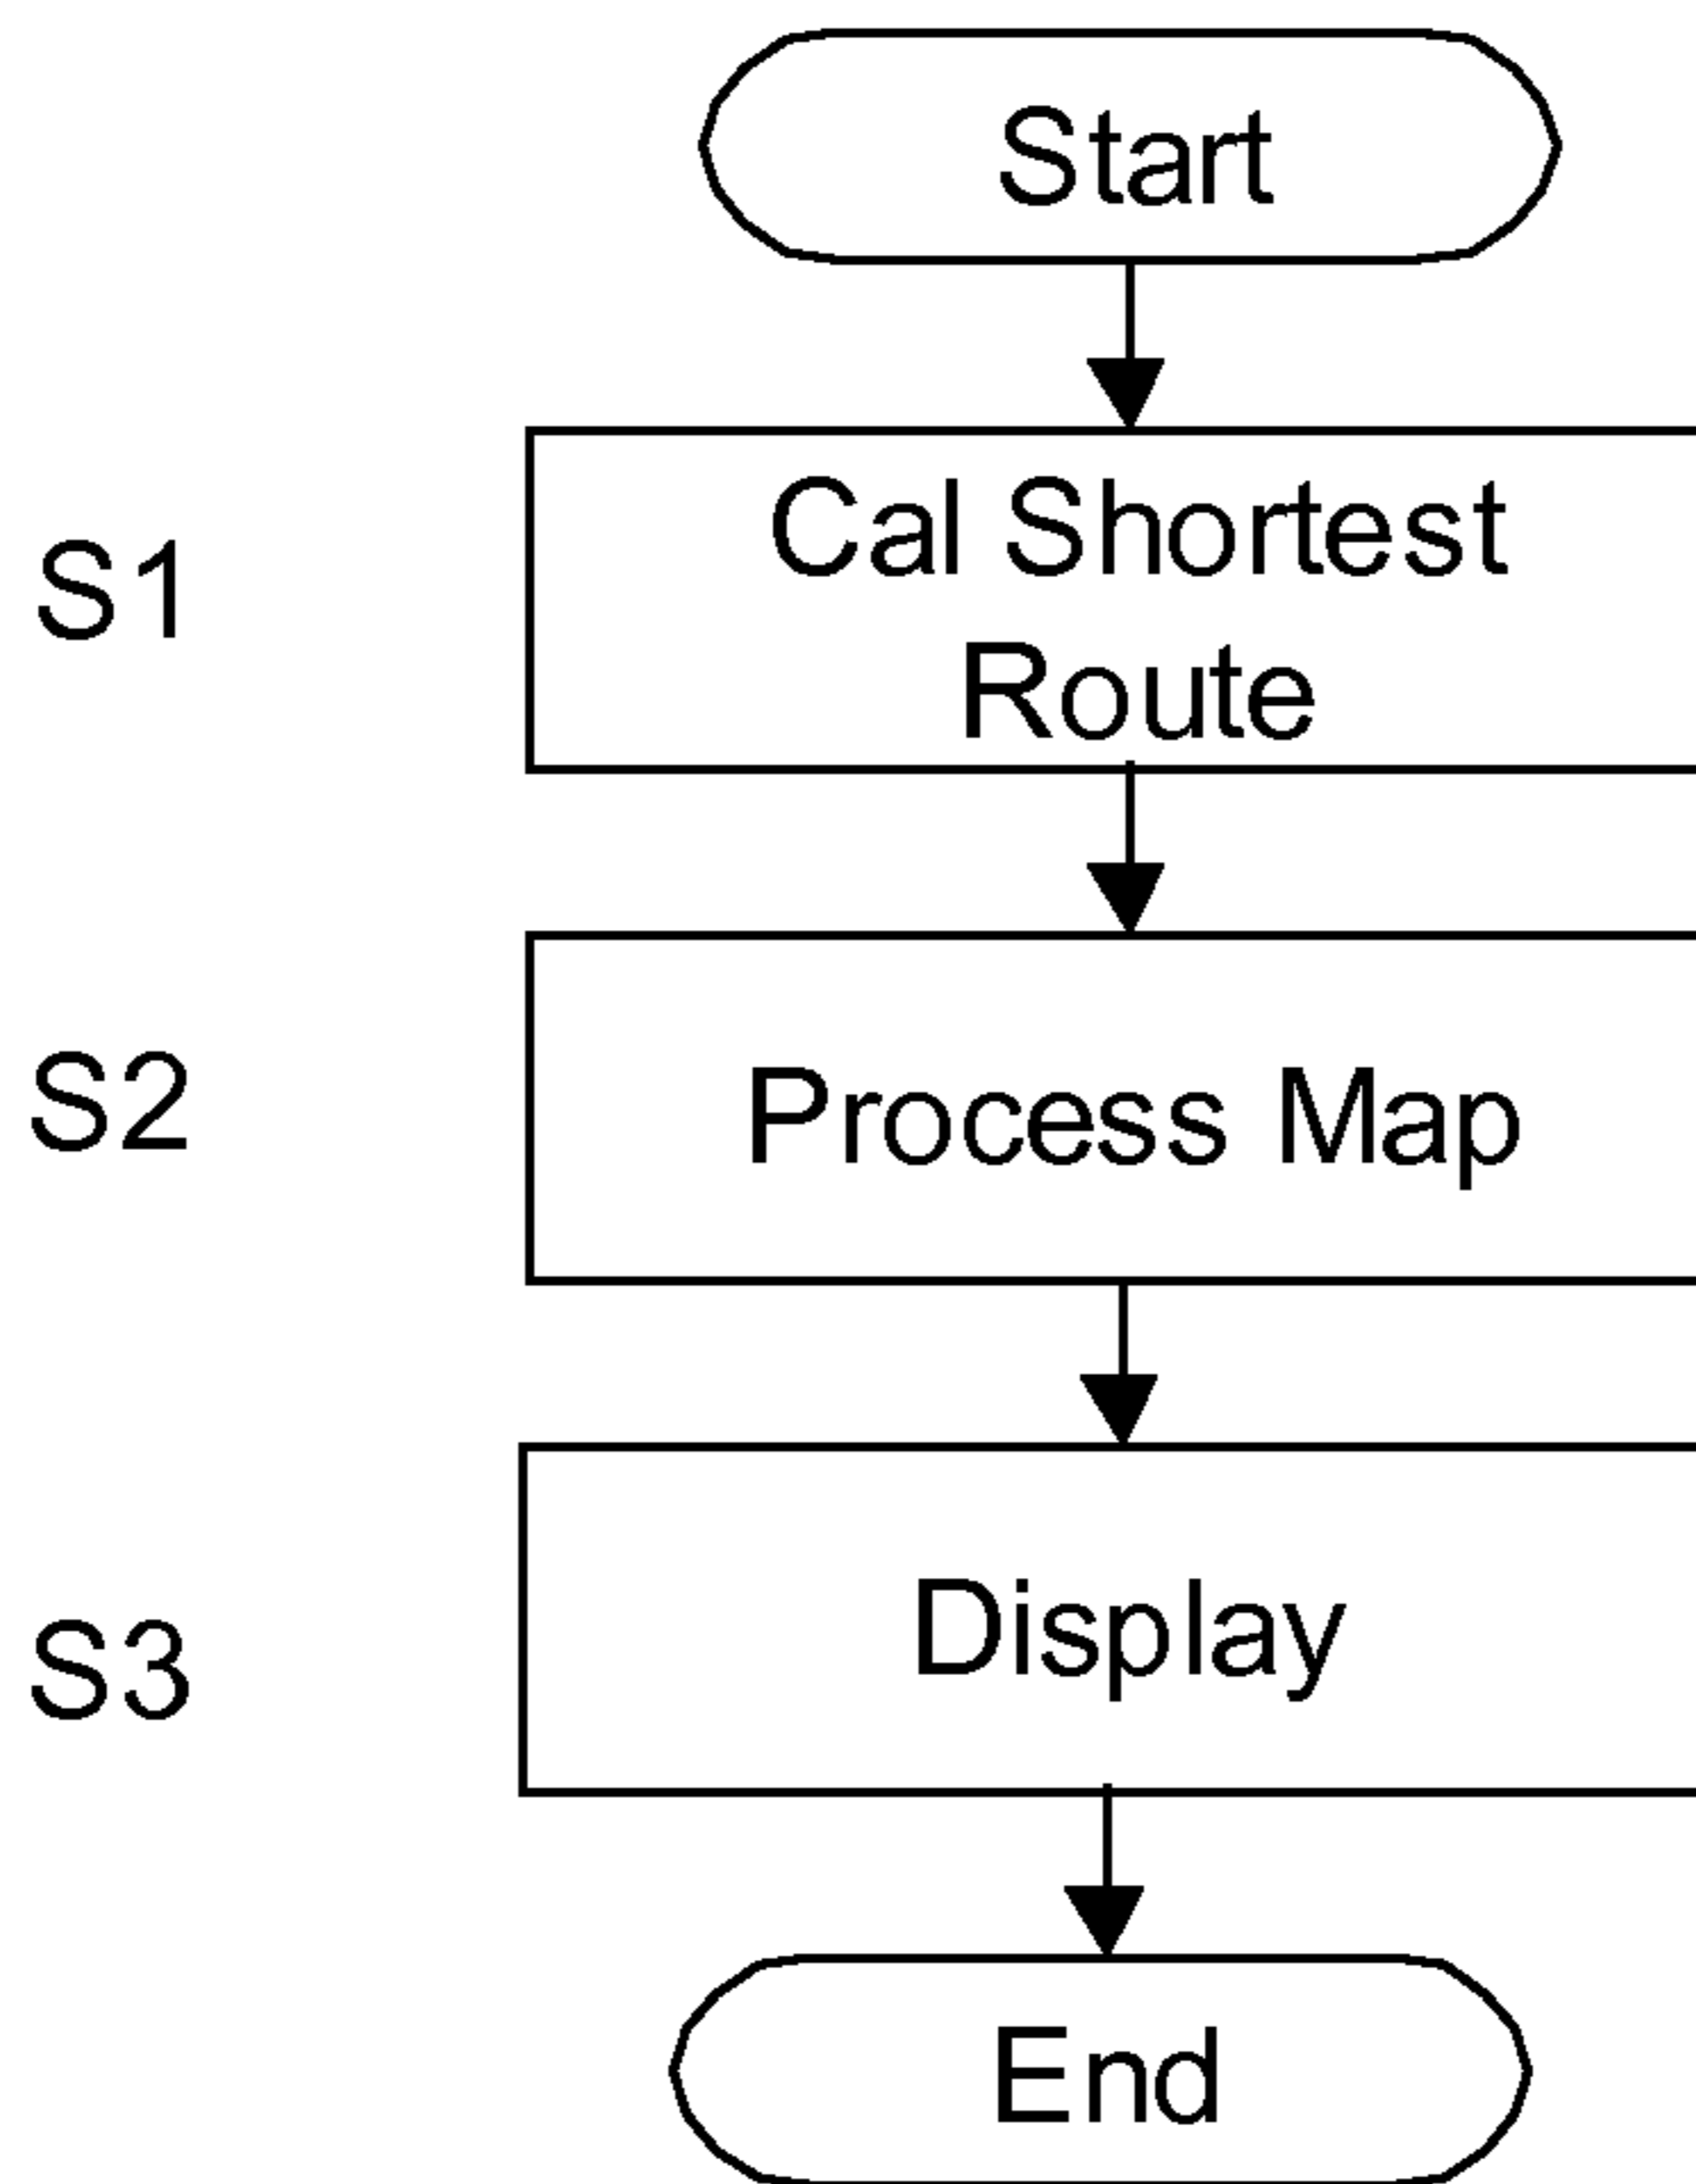 Start
S1
Cal Shortest
Route
S2
Process Map
S3
Display
End